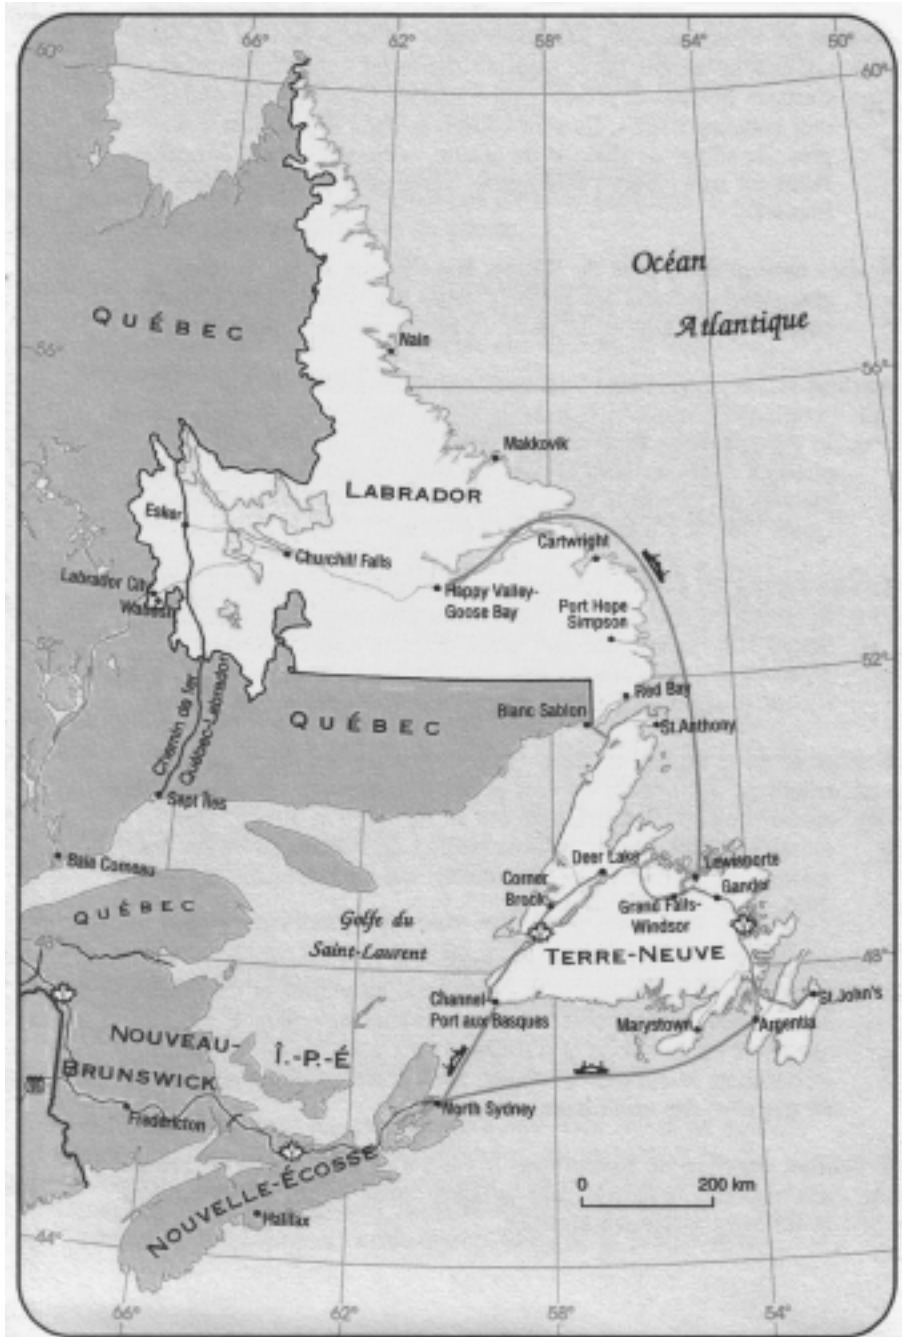 66° 62° 58° 54° 50°
60° 60°
Océan
Atlantique
QUÉBEC
Nain
56° 56°
Makkovik
LABRADOR
Esker
Cartwright
Churchill Falls
Labrador City
Wabush
Happy Valley-
Goose Bay
Port Hope
Simpson
52° 52°
Red Bay
Chemin de fer
Québec-Labrador
QUÉBEC
Blanc Sablon
St. Anthony
Sept Îles
Baie Comeau
Deer Lake
Lewisporte
Corner
Brook
Gander
Grand Falls-
Windsor
QUÉBEC
Golfe du
Saint-Laurent
TERRE-NEUVE
48°
Channel
Port aux Basques
St. John's
Marystown
Argentia
NOUVEAU-
BRUNSWICK
Î.-P.-É
Fredericton
North Sydney
NOUVELLE-ÉCOSSE
Halifax
0 200 km
44°
66° 62° 58° 54°